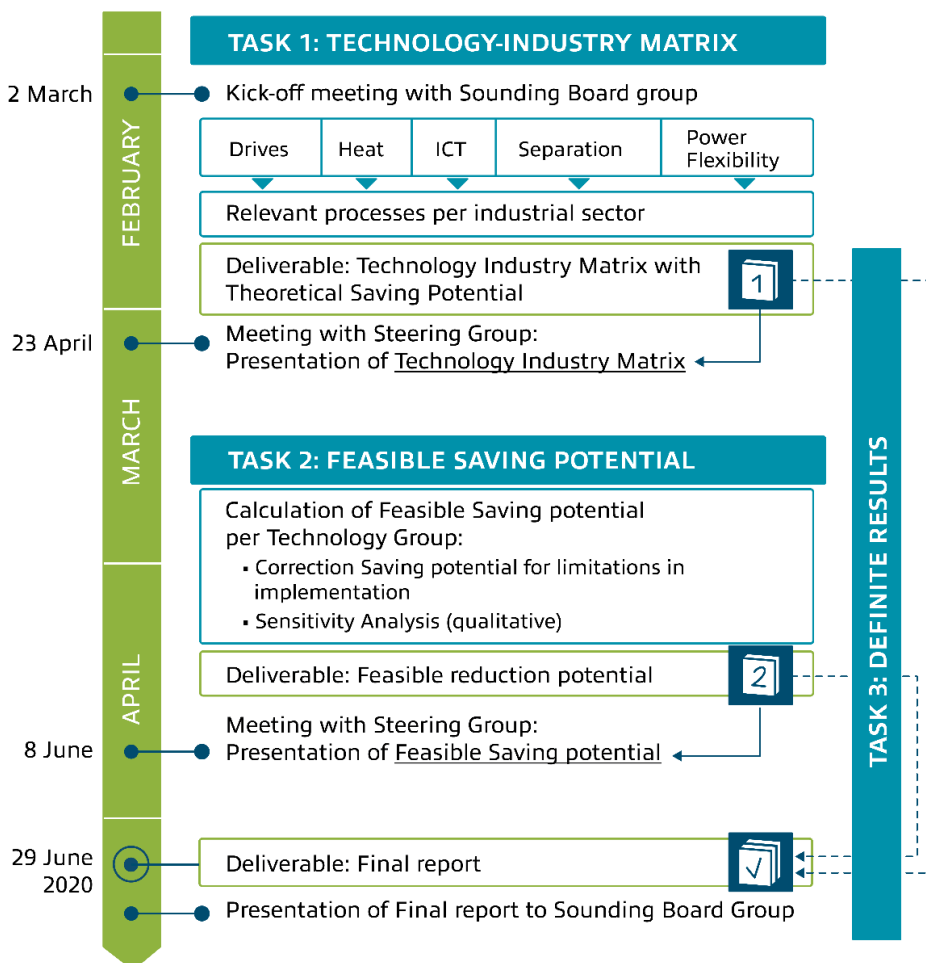 TASK 1: TECHNOLOGY-INDUSTRY MATRIX
2 March
Kick-off meeting with Sounding Board group
FEBRUARY
Drives
Heat
ICT
Separation
Power
Flexibility
Relevant processes per industrial sector
Deliverable: Technology Industry Matrix with
Theoretical Saving Potential
1
23 April
Meeting with Steering Group:
Presentation of Technology Industry Matrix
MARCH
TASK 2: FEASIBLE SAVING POTENTIAL
Calculation of Feasible Saving potential
per Technology Group:
▪ Correction Saving potential for limitations in
implementation
▪ Sensitivity Analysis (qualitative)
APRIL
Deliverable: Feasible reduction potential
2
8 June
Meeting with Steering Group:
Presentation of Feasible Saving potential
TASK 3: DEFINITE RESULTS
29 June
2020
Deliverable: Final report
Presentation of Final report to Sounding Board Group